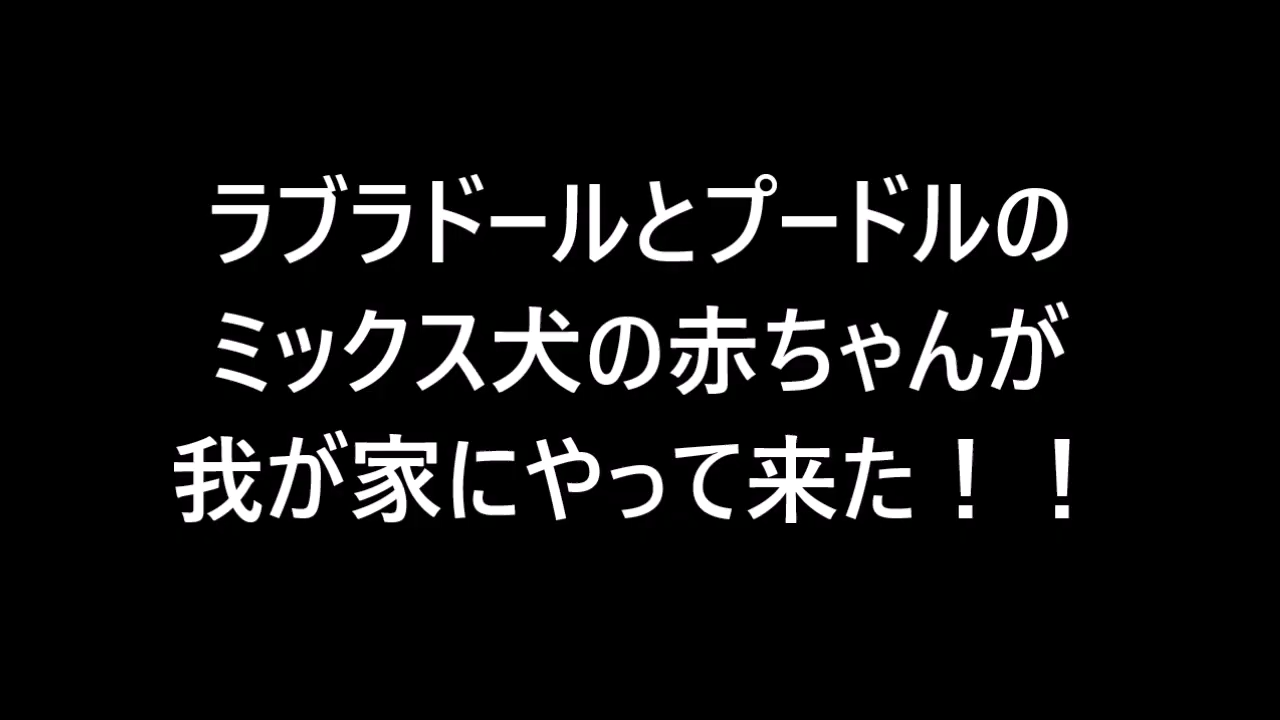 ラブラドールとプードルの
ミックス犬の赤ちゃんが
我が家にやって来た！！